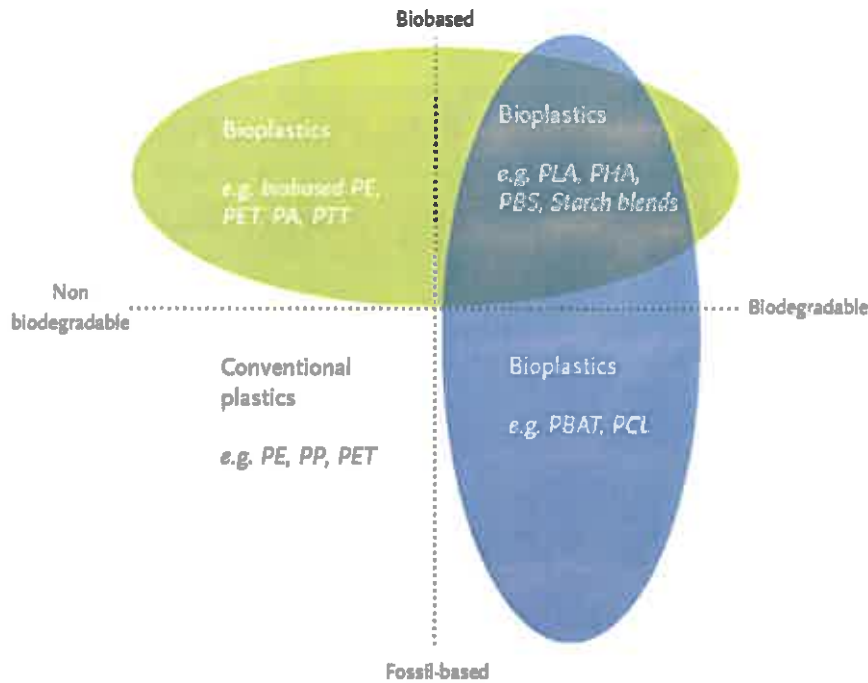 Biobased
Bioplastics
e.g. biobased PE,
PET, PA, PTT
Bioplastics
e.g. PLA, PHA,
PBS, Starch blends
Non
biodegradable
Biodegradable
Conventional
plastics
e.g. PE, PP, PET
Bioplastics
e.g. PBAT, PCL
Fossil-based